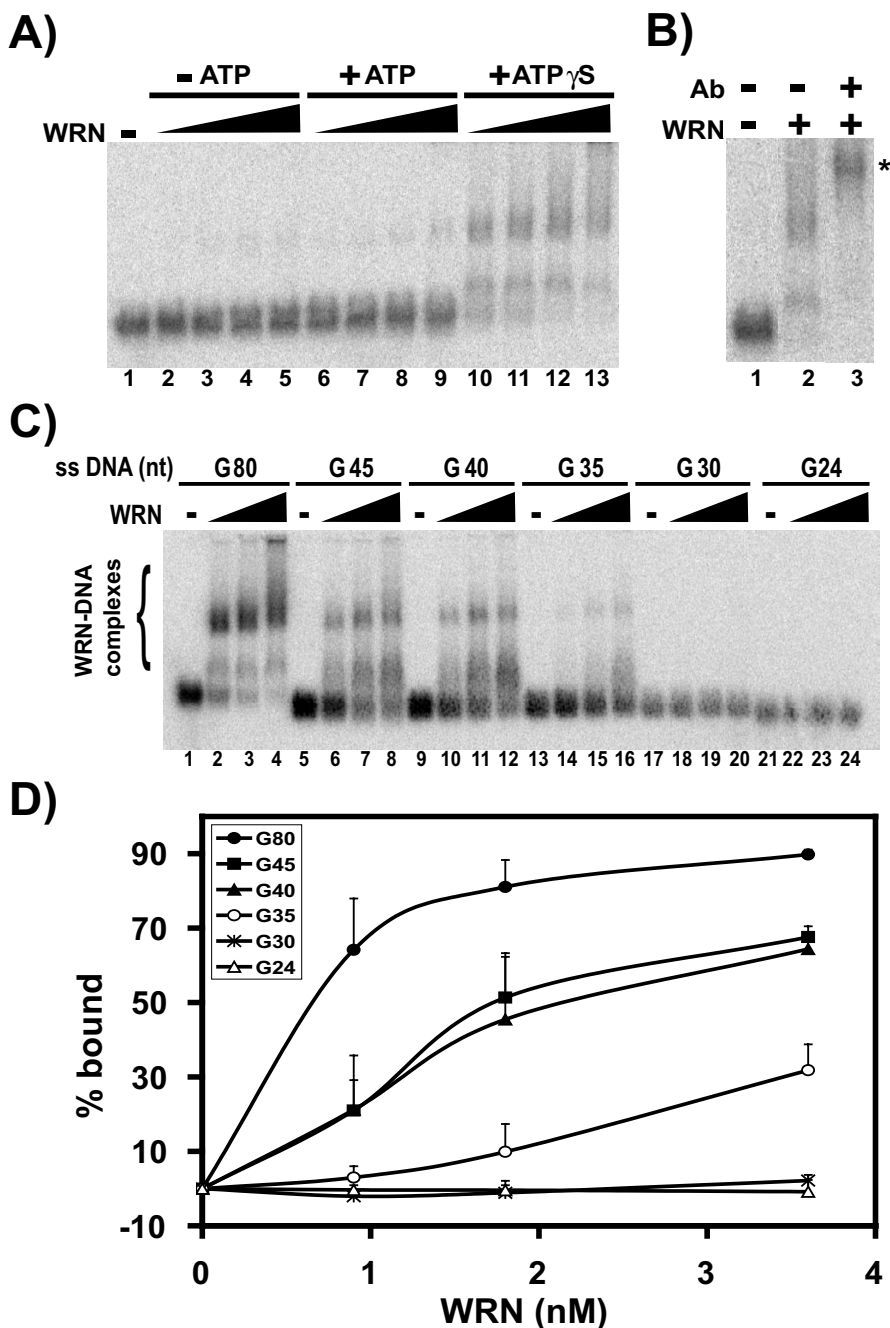 A)
- ATP +ATP +ATPγS
WRN -
1 2 3 4 5 6 7 8 9 10 11 12 13
B)
Ab - - +
WRN - + +
*
1 2 3
C)
ss DNA (nt) G80 G45 G40 G35 G30 G24
WRN - - - - - -
WRN-DNA
complexes
1 2 3 4 5 6 7 8 9 10 11 12 13 14 15 16 17 18 19 20 21 22 23 24
D)
% bound
90
70
50
30
10
-10
G80
G45
G40
G35
G30
G24
0 1 2 3 4
WRN (nM)